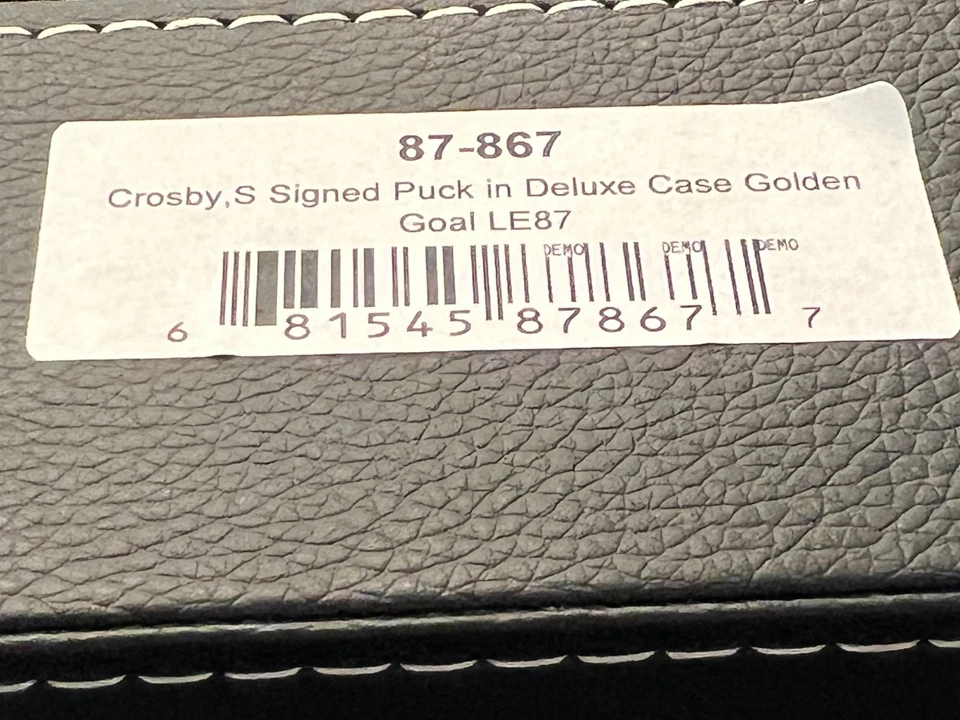 87-867
Crosby,S Signed Puck in Deluxe Case Golden
Goal LE87
DEMO DEMO DEMO
6 81545 87867 7